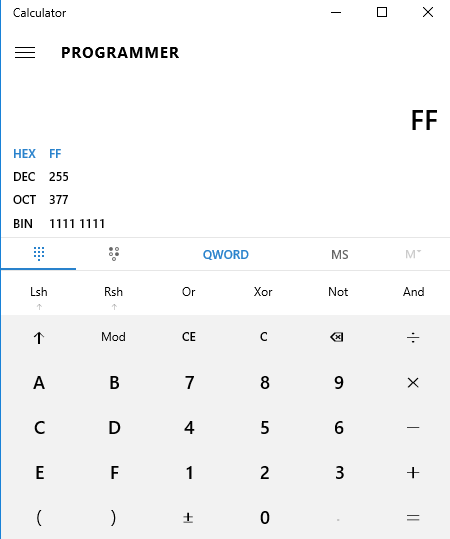 Calculator
PROGRAMMER
FF
HEX FF
DEC 255
OCT 377
BIN 1111 1111
QWORD MS M
Lsh Rsh Or Xor Not And
↑ ↑
↑ Mod CE C ÷
A B 7 8 9 ×
C D 4 5 6 −
E F 1 2 3 +
( ) ± 0 . =